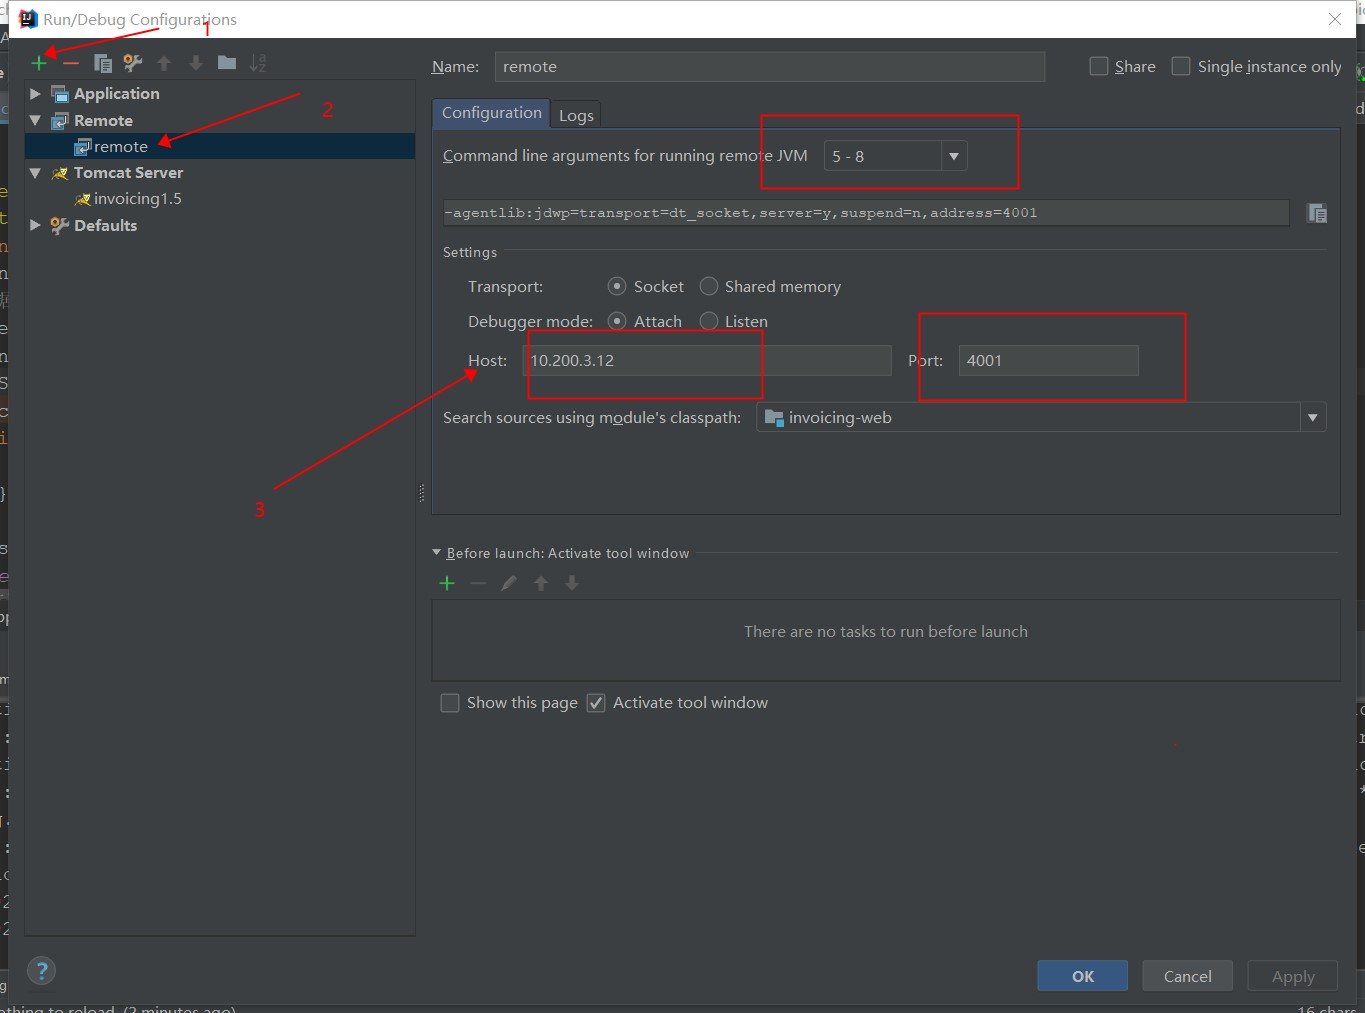 Run/Debug Configurations
1
Name: remote
Share
Single instance only
Application
2
Remote
remote
Tomcat Server
invoicing1.5
Defaults
Configuration
Logs
Command line arguments for running remote JVM
5 - 8
-agentlib:jdwp=transport=dt_socket,server=y,suspend=n,address=4001
Settings
Transport:
Socket
Shared memory
Debugger mode:
Attach
Listen
Host: 10.200.3.12
Port: 4001
Search sources using module's classpath:
invoicing-web
3
Before launch: Activate tool window
There are no tasks to run before launch
Show this page
Activate tool window
?
OK
Cancel
Apply
thing to reload. (2 minutes ago)
16 chars